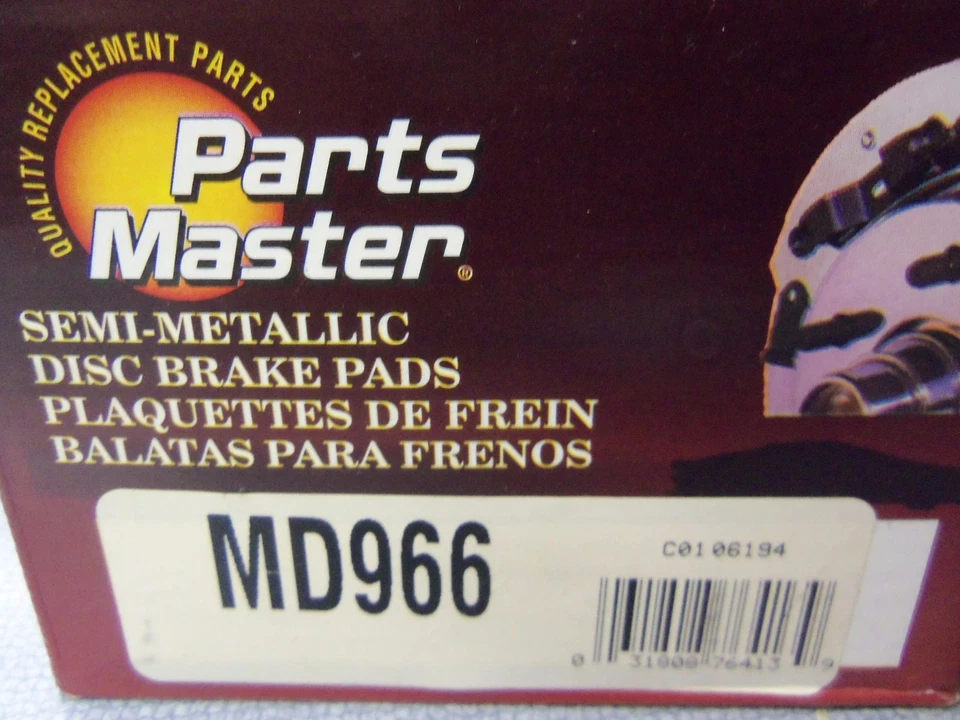 QUALITY REPLACEMENT PARTS
Parts
Master®
SEMI-METALLIC
DISC BRAKE PADS
PLAQUETTES DE FREIN
BALATAS PARA FRENOS
MD966
C0106194
0 31808 76413 9